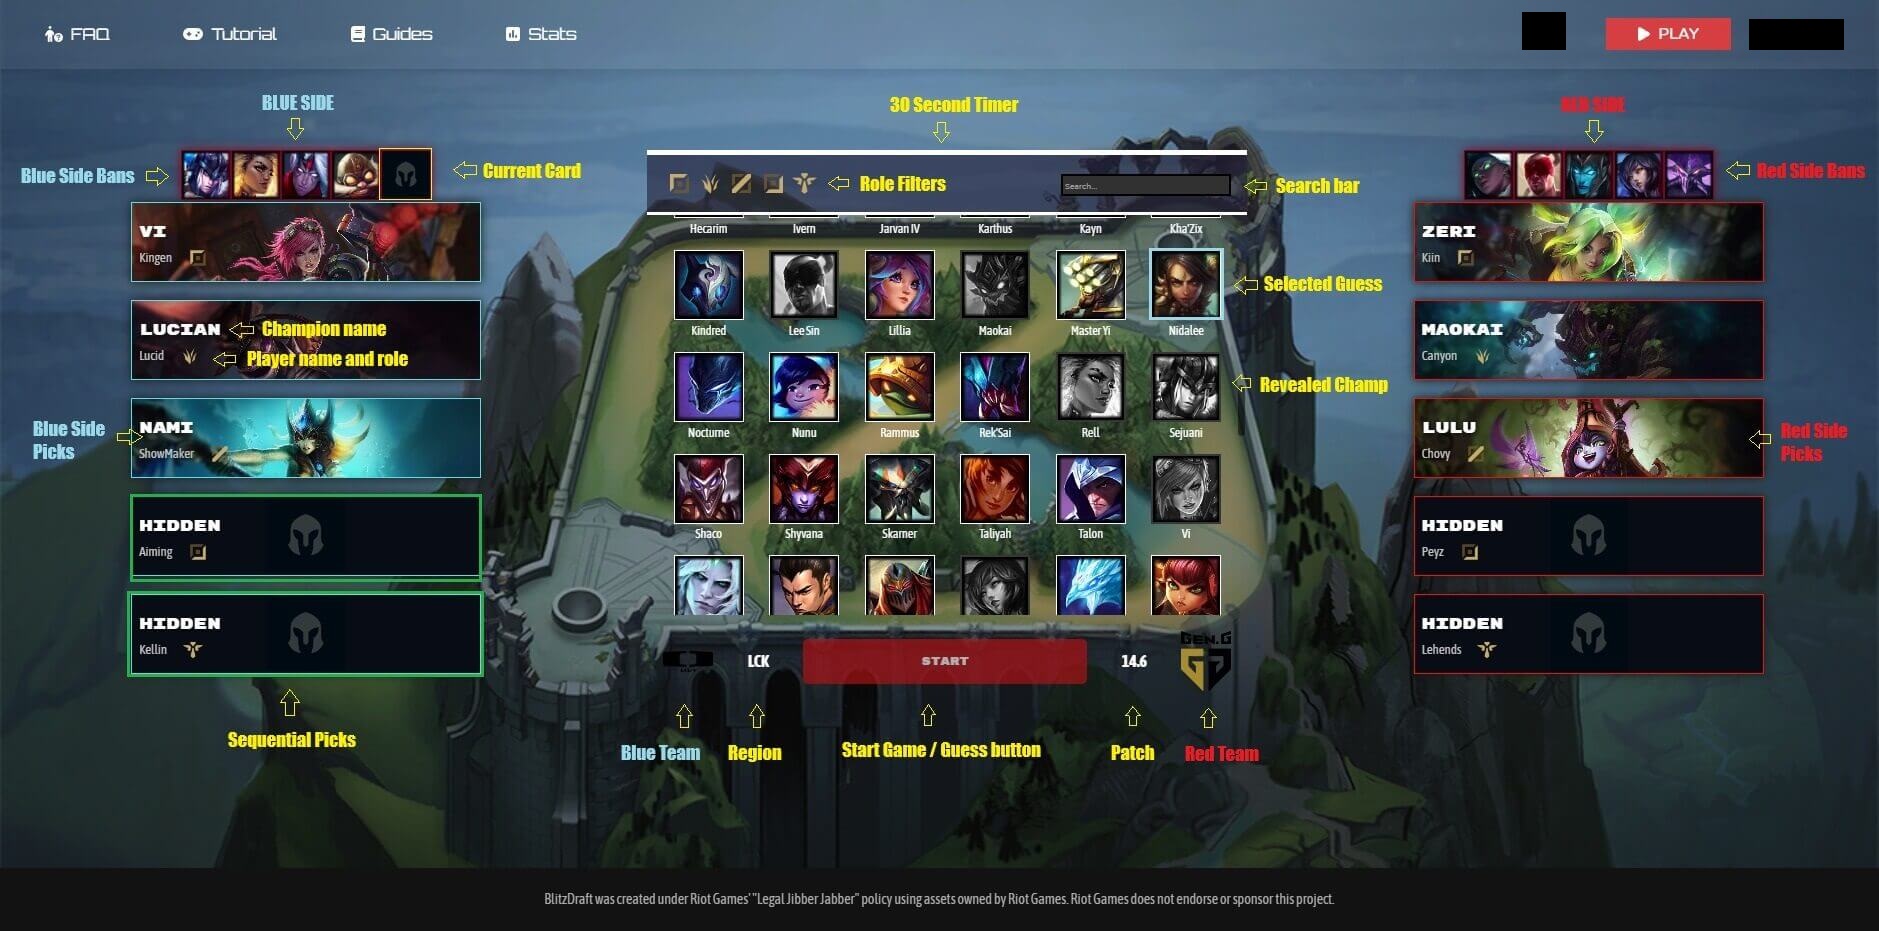 FAQ
Tutorial
Guides
Stats
PLAY
BLUE SIDE
30 Second Timer
RED SIDE
Blue Side Bans
Current Card
Role Filters
Search...
Search bar
Red Side Bans
VI
Kingen
LUCIAN
Champion name
Lucid
Player name and role
Blue Side
Picks
NAMI
ShowMaker
HIDDEN
Aiming
HIDDEN
Kellin
Sequential Picks
Hecarim
Ivern
Jarvan IV
Karthus
Kayn
Kha'Zix
Selected Guess
Kindred
Lee Sin
Lillia
Maokai
Master Yi
Nidalee
Revealed Champ
Nocturne
Nunu
Rammus
Rek'Sai
Rell
Sejuani
Shaco
Shyvana
Skarner
Taliyah
Talon
Vi
LCK
START
14.6
GEN.G
Blue Team
Region
Start Game / Guess button
Patch
Red Team
ZERI
Kiin
MAOKAI
Canyon
LULU
Chovy
Red Side
Picks
HIDDEN
Peyz
HIDDEN
Lehends
BlitzDraft was created under Riot Games' "Legal Jibber Jabber" policy using assets owned by Riot Games. Riot Games does not endorse or sponsor this project.